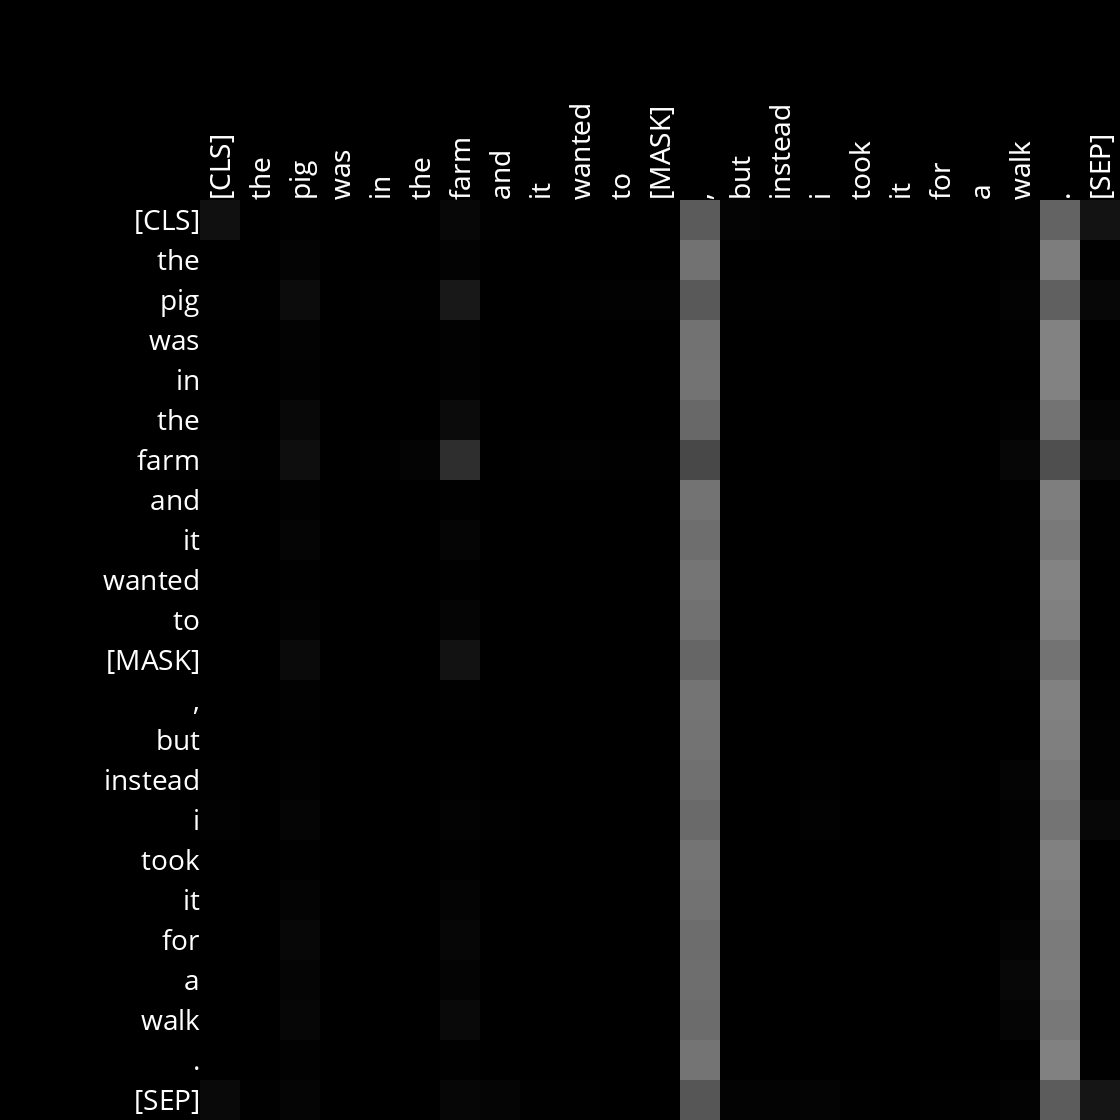 [CLS] the pig was in the farm and it wanted to [MASK] , but instead i took it for a walk . [SEP]
[CLS]
the
pig
was
in
the
farm
and
it
wanted
to
[MASK]
,
but
instead
i
took
it
for
a
walk
.
[SEP]